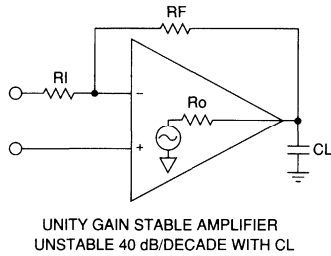 RF
RI
−
Ro
+
CL
UNITY GAIN STABLE AMPLIFIER
UNSTABLE 40 dB/DECADE WITH CL